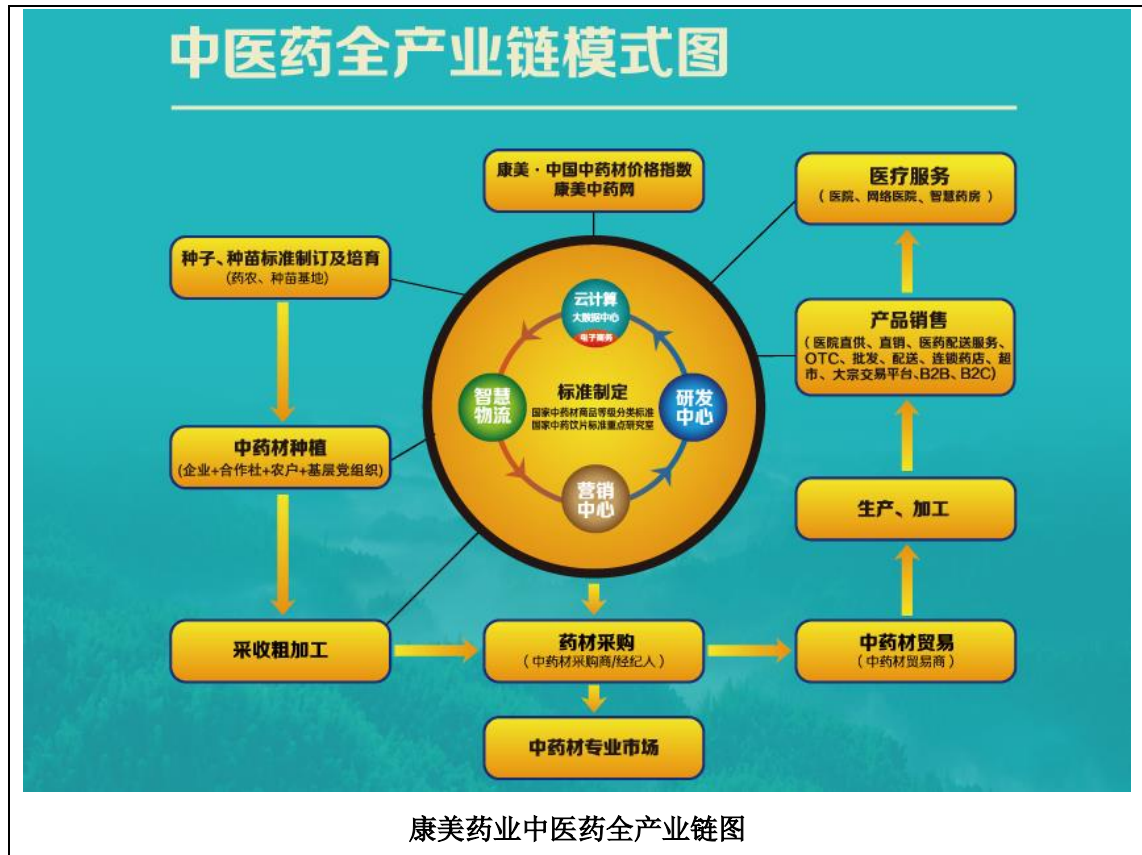 中医药全产业链模式图
康美·中国中药材价格指数
康美中药网
医疗服务
（医院、网络医院、智慧药房）
种子、种苗标准制订及培育
(药农、种苗基地)
云计算
大数据中心
电子商务
产品销售
（医院直供、直销、医药配送服务、
OTC、批发、配送、连锁药店、超
市、大宗交易平台、B2B、B2C)
智慧
物流
标准制定
国家中药材商品等级分类标准
国家中药饮片标准重点研究室
研发
中心
中药材种植
(企业+合作社+农户+基层党组织)
营销
中心
生产、加工
采收粗加工
药材采购
（中药材采购商/经纪人）
中药材贸易
（中药材贸易商）
中药材专业市场
康美药业中医药全产业链图